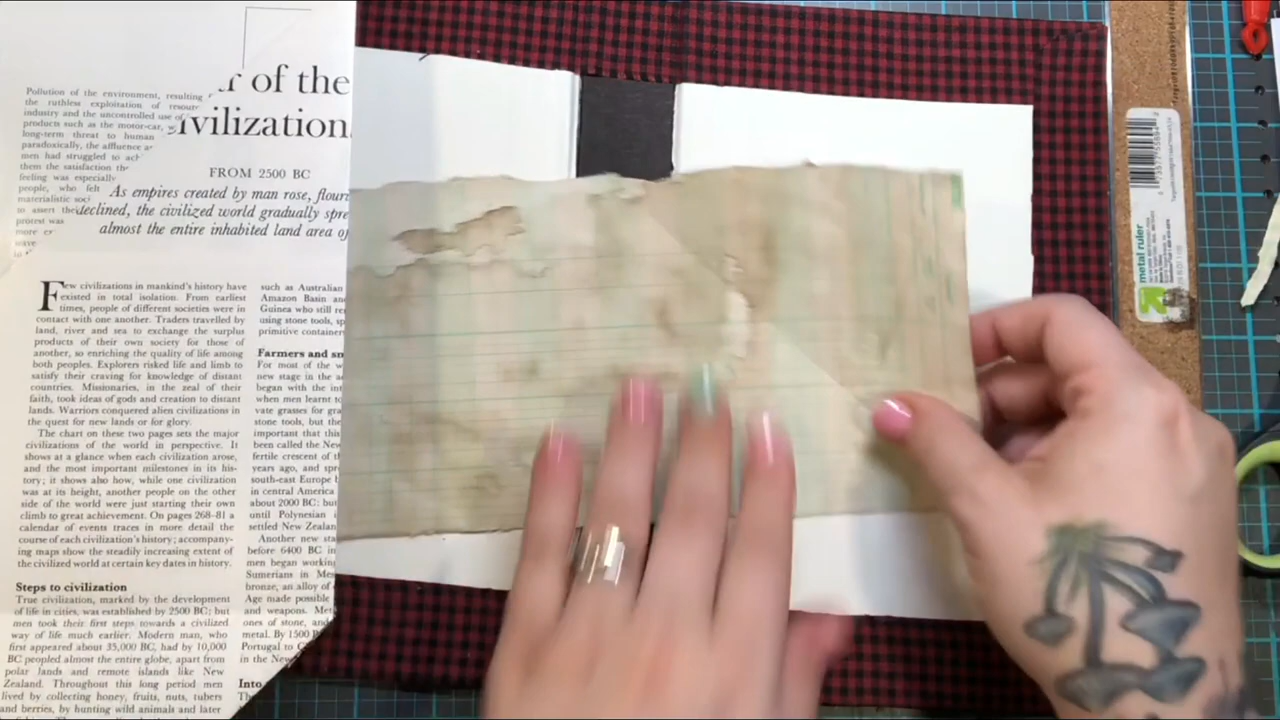 r of the
ivilization
FROM 2500 BC
As empires created by man rose, flour
declined, the civilized world gradually spre
almost the entire inhabited land area of
Pollution of the environment, resulting
the ruthless exploitation of resour
industry and the uncontrolled use of
products such as the motor-car,
long-term threat to human
paradoxically, the affluence a
men had struggled to ac
them the satisfaction th
feeling was especially
people, who felt
materialistic soci
to assert the
protest was
more er
wave
to
Few civilizations in mankind's history have
existed in total isolation. From earliest
times, people of different societies were in
contact with one another. Traders travelled by
land, river and sea to exchange the surplus
products of their own society for those of
another, so enriching the quality of life among
both peoples. Explorers risked life and limb to
satisfy their craving for knowledge of distant
countries. Missionaries, in the zeal of their
faith, took ideas of gods and creation to distant
lands. Warriors conquered alien civilizations in
the quest for new lands or for glory.
The chart on these two pages sets the major
civilizations of the world in perspective. It
shows at a glance when each civilization arose,
and the most important milestones in its his-
tory; it shows also how, while one civilization
was at its height, another people on the other
side of the world were just starting their own
climb to great achievement. On pages 268-81 a
calendar of events traces in more detail the
course of each civilization's history; accompany-
ing maps show the steadily increasing extent of
the civilized world at certain key dates in history.
Steps to civilization
True civilization, marked by the development
of life in cities, was established by 2500 BC; but
men took their first steps towards a civilized
way of life much earlier. Modern man, who
first appeared about 35,000 BC, had by 10,000
BC peopled almost the entire globe, apart from
polar lands and remote islands like New
Zealand. Throughout this long period men
lived by collecting honey, fruits, nuts, tubers
and berries, by hunting wild animals and later
such as Australian
Amazon Basin an
Guinea who still re
using stone tools, sp
primitive container
Farmers and sm
For most of the w
new stage in the a
began with the in
when men learnt t
vate grasses for gra
stone tools, but the
important that this
been called the New
fertile crescent of t
years ago, and spr
south-east Europe b
in central America
about 2000 BC; bu
until Polynesian
settled New Zealan
Another new sta
before 6400 BC in
men began working
Sumerians in Mes
bronze, an alloy of
Age made possible
and weapons. Met
ones of stone, and
metal. By 1500 B
Portugal to C
in the New
Into
Th
metal ruler
up